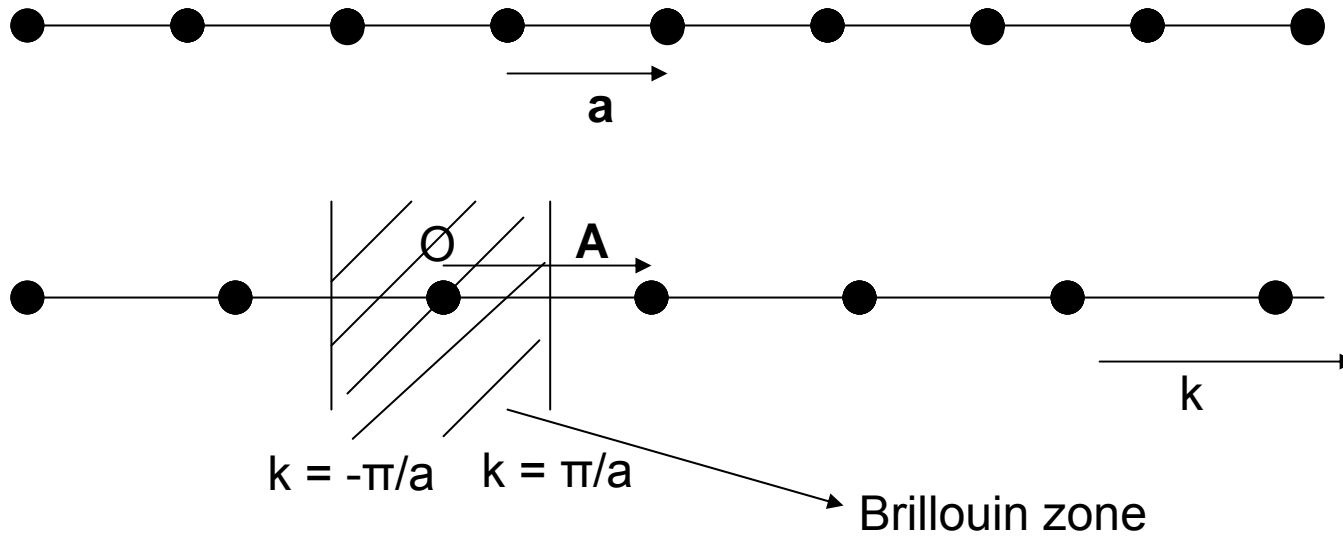 a
O A
k
k = -π/a k = π/a
Brillouin zone